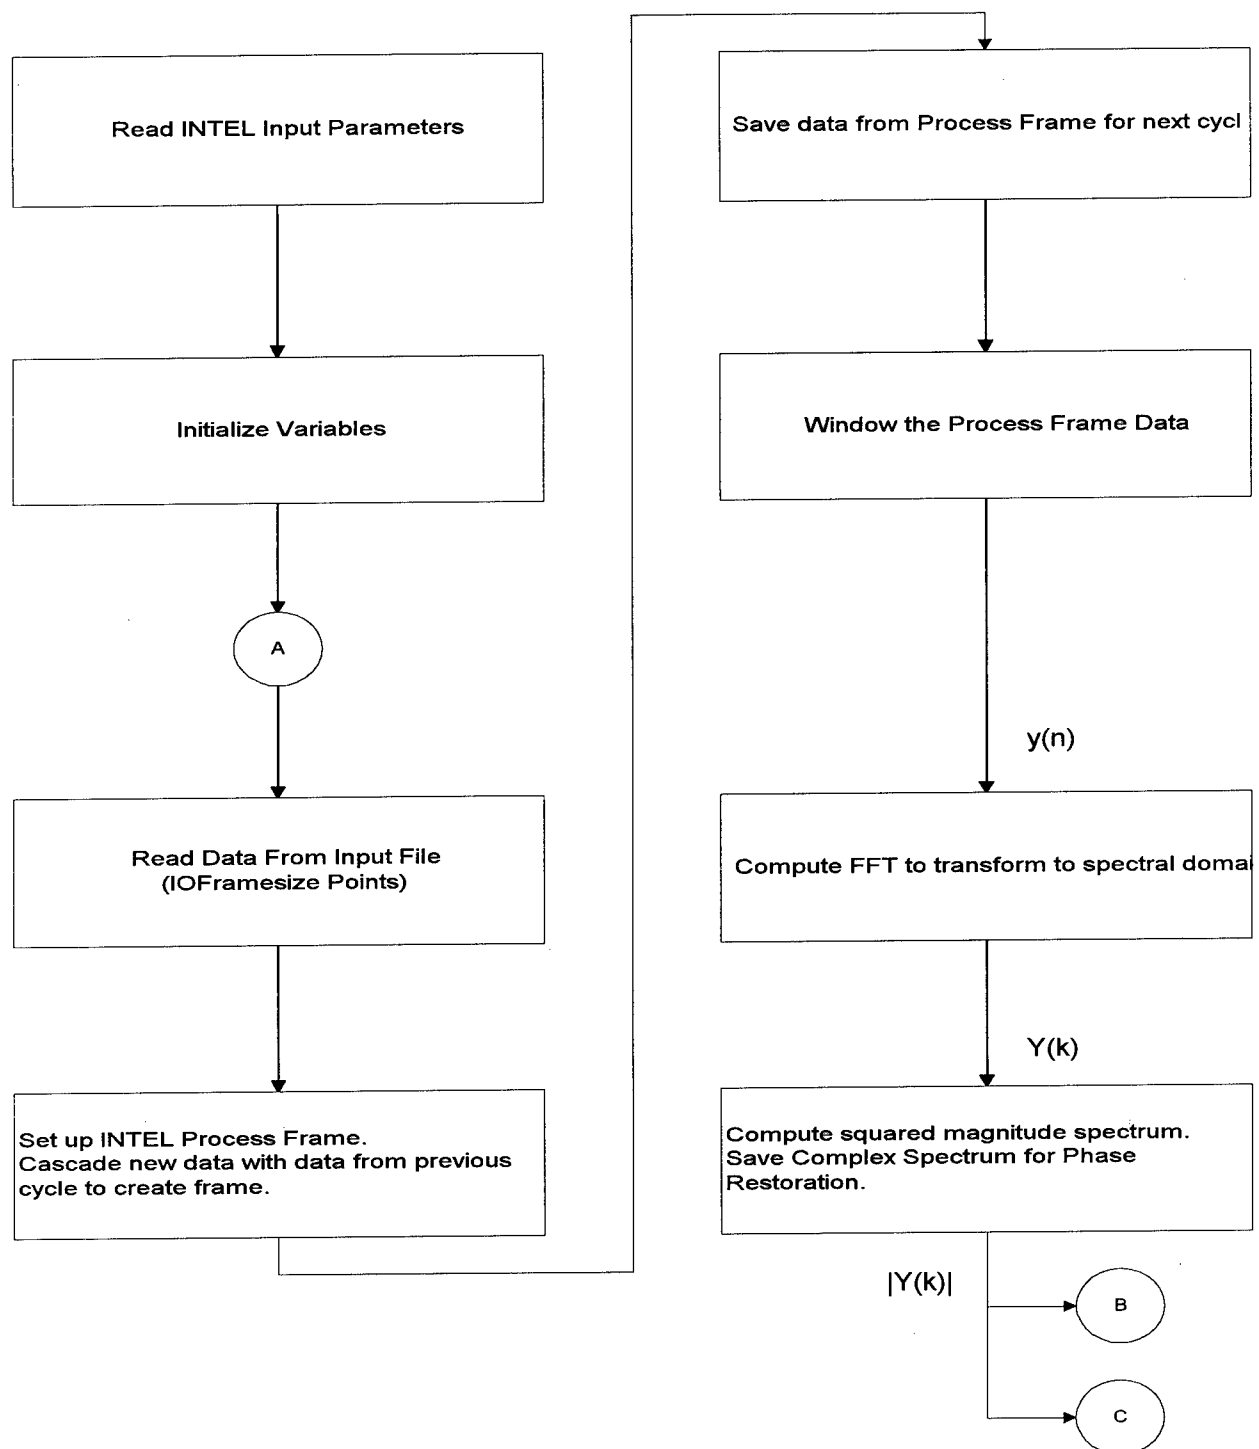 Read INTEL Input Parameters
Initialize Variables
A
Read Data From Input File
(IOFramesize Points)
Set up INTEL Process Frame.
Cascade new data with data from previous
cycle to create frame.
Save data from Process Frame for next cycl
Window the Process Frame Data
y(n)
Compute FFT to transform to spectral domai
Y(k)
Compute squared magnitude spectrum.
Save Complex Spectrum for Phase
Restoration.
|Y(k)|
B
C